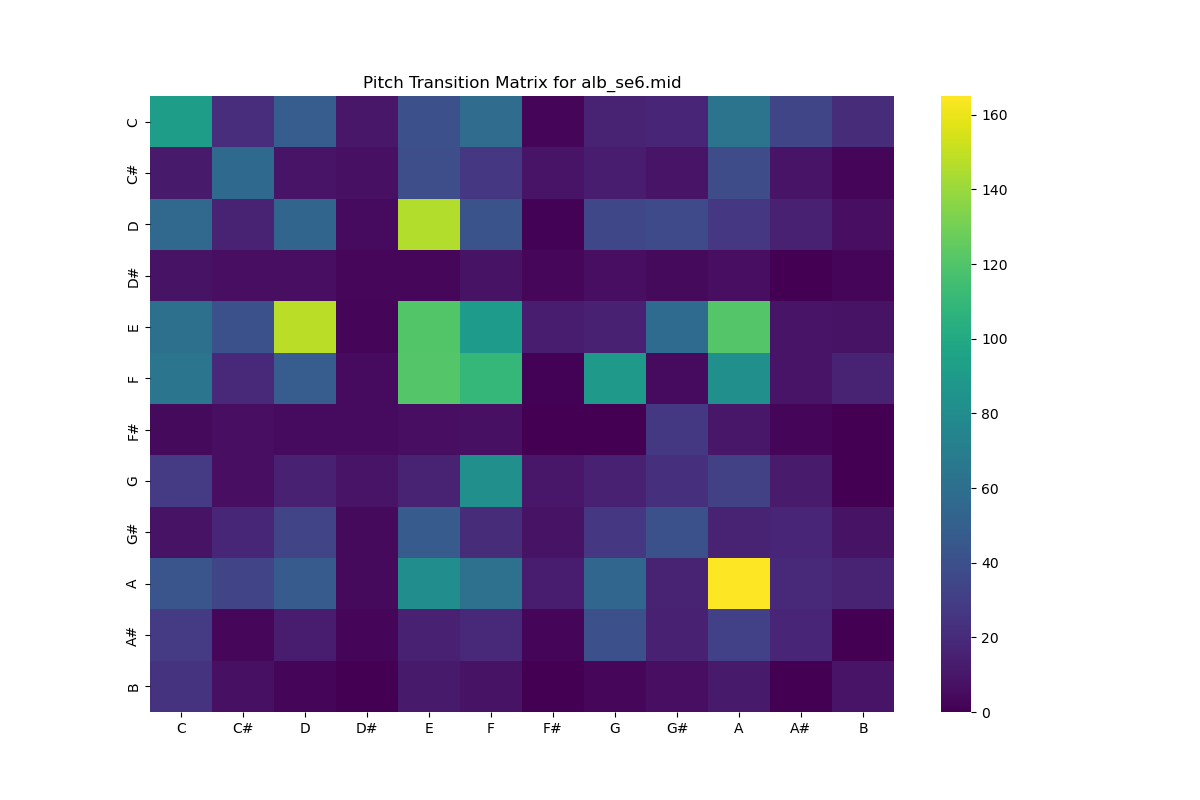 Pitch Transition Matrix for alb_se6.mid
C
C#
D
D#
E
F
F#
G
G#
A
A#
B
C C# D D# E F F# G G# A A# B
160
140
120
100
80
60
40
20
0